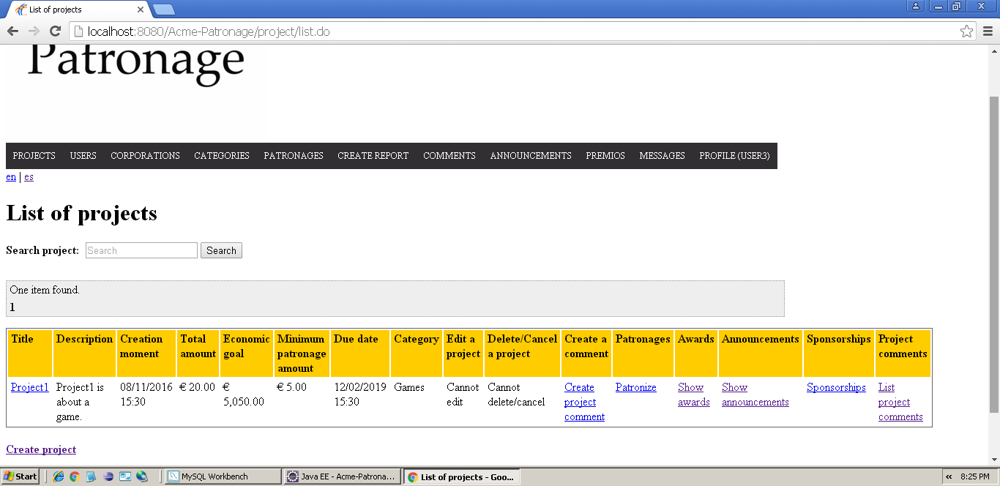 List of projects
localhost:8080/Acme-Patronage/project/list.do
Patronage
PROJECTS USERS CORPORATIONS CATEGORIES PATRONAGES CREATE REPORT COMMENTS ANNOUNCEMENTS PREMIOS MESSAGES PROFILE (USER3)
en | es
List of projects
Search project: Search Search
One item found.
1
Title Description Creation Total Economic Minimum Due date Category Edit a Delete/Cancel Create a Patronages Awards Announcements Sponsorships Project
moment amount goal patronage project a project comment comments
amount
Project1 Project1 is 08/11/2016 € 20.00 € € 5.00 12/02/2019 Games Cannot Cannot Create Patronize Show Show Sponsorships List
about a 15:30 5,050.00 15:30 edit delete/cancel project awards announcements project
game. comment comments
Create project
Start MySQL Workbench Java EE - Acme-Patrona... List of projects - Goo... « 8:25 PM